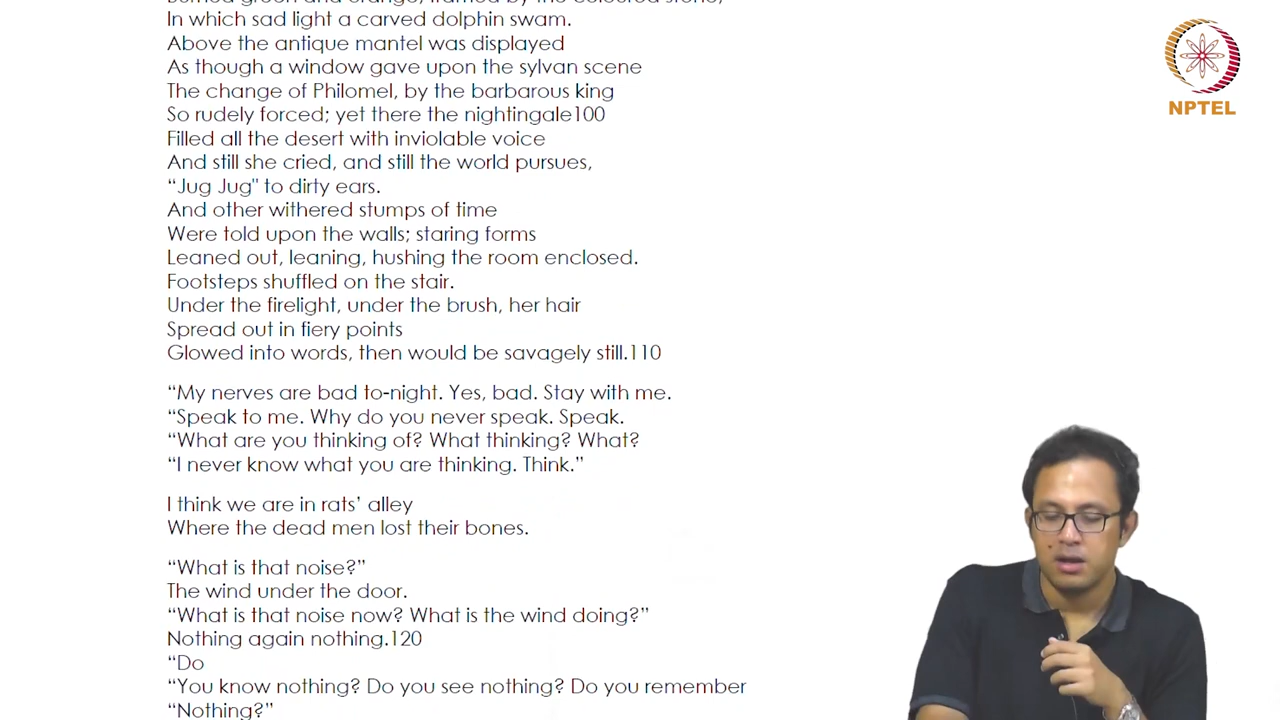 In which sad light a carved dolphin swam.
Above the antique mantel was displayed
As though a window gave upon the sylvan scene
The change of Philomel, by the barbarous king
So rudely forced; yet there the nightingale100
Filled all the desert with inviolable voice
And still she cried, and still the world pursues,
“Jug Jug" to dirty ears.
And other withered stumps of time
Were told upon the walls; staring forms
Leaned out, leaning, hushing the room enclosed.
Footsteps shuffled on the stair.
Under the firelight, under the brush, her hair
Spread out in fiery points
Glowed into words, then would be savagely still.110
“My nerves are bad to-night. Yes, bad. Stay with me.
“Speak to me. Why do you never speak. Speak.
“What are you thinking of? What thinking? What?
“I never know what you are thinking. Think.”
I think we are in rats’ alley
Where the dead men lost their bones.
“What is that noise?”
The wind under the door.
“What is that noise now? What is the wind doing?”
Nothing again nothing.120
“Do
“You know nothing? Do you see nothing? Do you remember
“Nothing?”
NPTEL